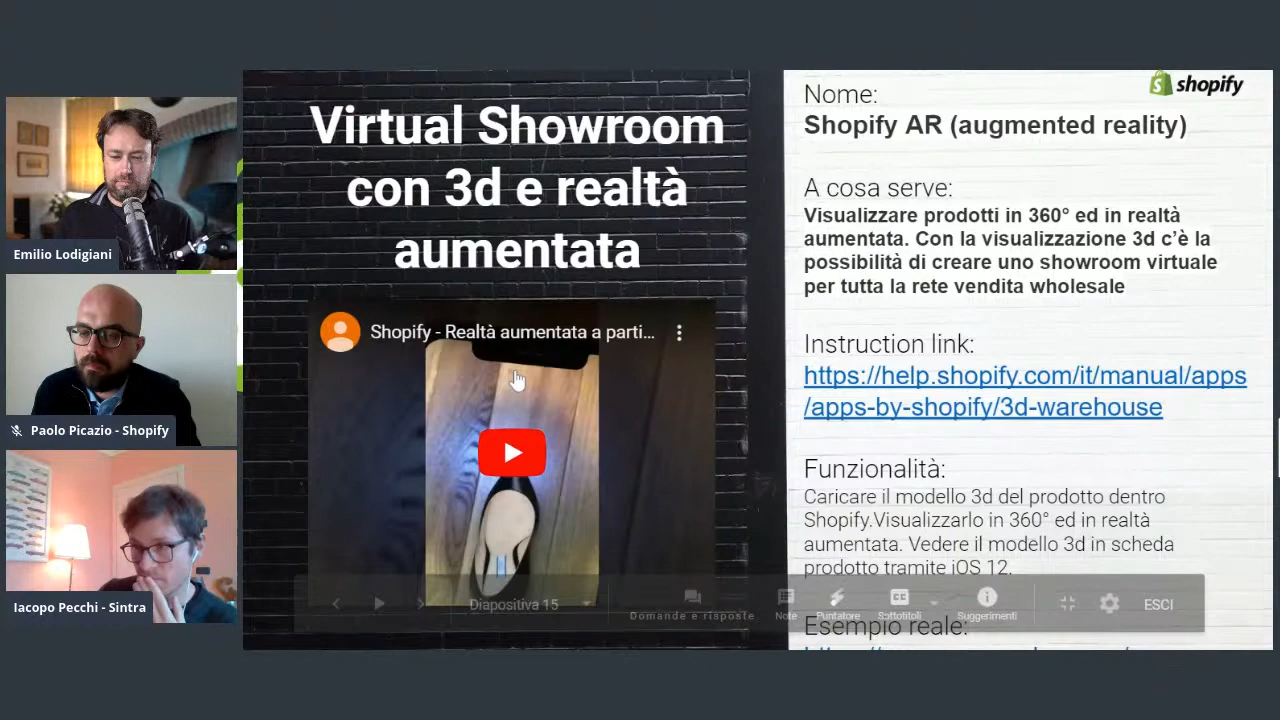 Emilio Lodigiani
Paolo Picazio - Shopify
Iacopo Pecchi - Sintra
Virtual Showroom
con 3d e realtà
aumentata
Shopify - Realtà aumentata a parti...
shopify
Nome:
Shopify AR (augmented reality)
A cosa serve:
Visualizzare prodotti in 360° ed in realtà
aumentata. Con la visualizzazione 3d c'è la
possibilità di creare uno showroom virtuale
per tutta la rete vendita wholesale
Instruction link:
https://help.shopify.com/it/manual/apps
/apps-by-shopify/3d-warehouse
Funzionalità:
Caricare il modello 3d del prodotto dentro
Shopify.Visualizzarlo in 360° ed in realtà
aumentata. Vedere il modello 3d in scheda
prodotto tramite iOS 12.
Esempio reale:
Diapositiva 15
Domande e risposte
Note
Puntatore
CC
Sottotitoli
Suggerimenti
ESCI